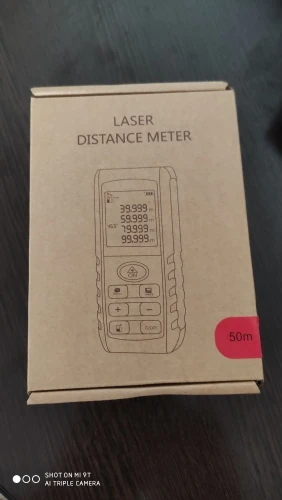 LASER
DISTANCE METER
39.999 m
59.999 m
79.999 m
99.999 m
+
−
50m
SHOT ON MI 9T
AI TRIPLE CAMERA